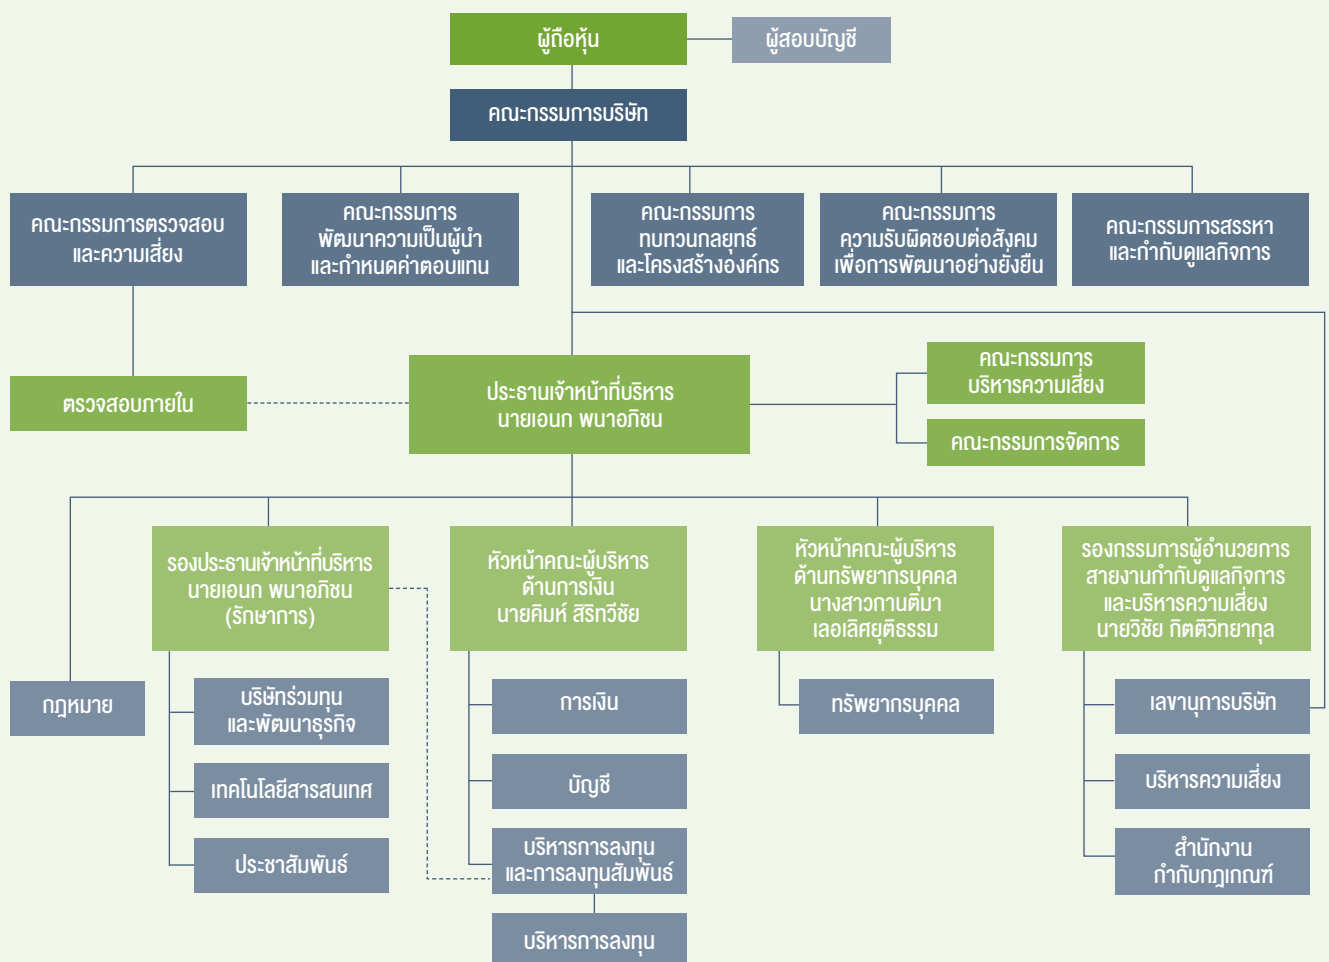 ผู้ถือหุ้น
ผู้สอบบัญชี
คณะกรรมการบริษัท
คณะกรรมการตรวจสอบ
และความเสี่ยง
คณะกรรมการ
พัฒนาความเป็นผู้นำ
และกำหนดค่าตอบแทน
คณะกรรมการ
ทบทวนกลยุทธ์
และโครงสร้างองค์กร
คณะกรรมการ
ความรับผิดชอบต่อสังคม
เพื่อการพัฒนาอย่างยั่งยืน
คณะกรรมการสรรหา
และกำกับดูแลกิจการ
ตรวจสอบภายใน
ประธานเจ้าหน้าที่บริหาร
นายเอนก พนาอภิชน
คณะกรรมการ
บริหารความเสี่ยง
คณะกรรมการจัดการ
รองประธานเจ้าหน้าที่บริหาร
นายเอนก พนาอภิชน
(รักษาการ)
หัวหน้าคณะผู้บริหาร
ด้านการเงิน
นายคิมห์ สิริทวีชัย
หัวหน้าคณะผู้บริหาร
ด้านทรัพยากรบุคคล
นางสาวกานติมา
เลอเลิศยุติธรรม
รองกรรมการผู้อำนวยการ
สายงานกำกับดูแลกิจการ
และบริหารความเสี่ยง
นายวิชัย กิตติวิทยากุล
กฎหมาย
บริษัทร่วมทุน
และพัฒนาธุรกิจ
เทคโนโลยีสารสนเทศ
ประชาสัมพันธ์
การเงิน
บัญชี
บริหารการลงทุน
และการลงทุนสัมพันธ์
บริหารการลงทุน
ทรัพยากรบุคคล
เลขานุการบริษัท
บริหารความเสี่ยง
สำนักงาน
กำกับกฎเกณฑ์